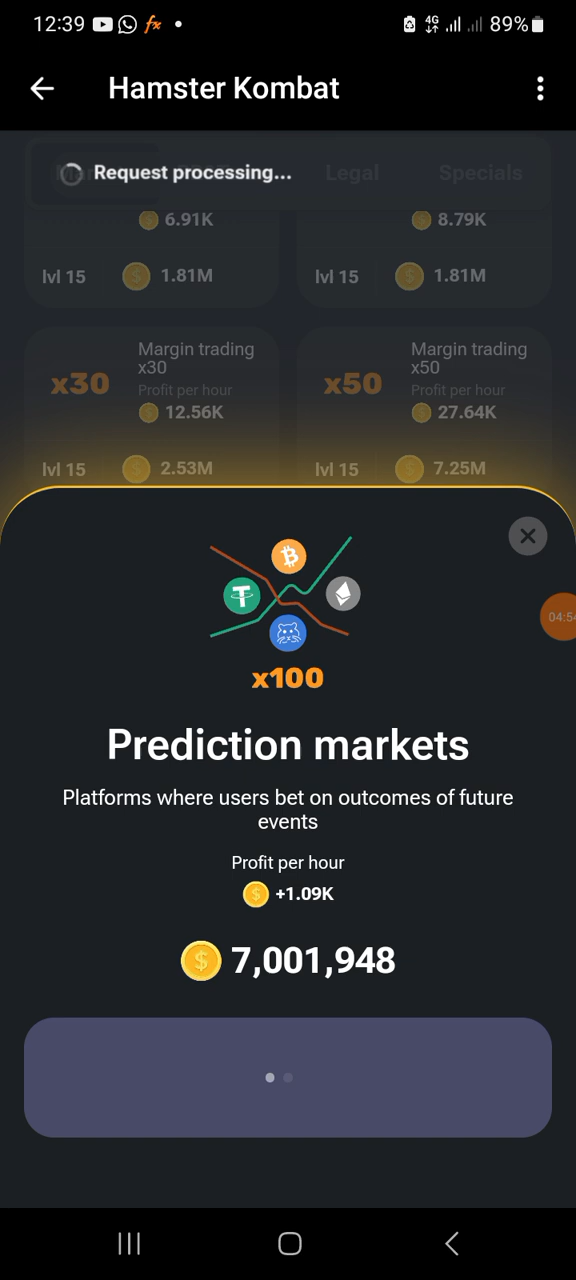 12:39
4G
89%
Hamster Kombat
Request processing...
Legal
Specials
6.91K
8.79K
lvl 15
1.81M
lvl 15
1.81M
x30
Margin trading
x30
Profit per hour
12.56K
x50
Margin trading
x50
Profit per hour
27.64K
lvl 15
2.53M
lvl 15
7.25M
x100
04:54
Prediction markets
Platforms where users bet on outcomes of future
events
Profit per hour
+1.09K
7,001,948